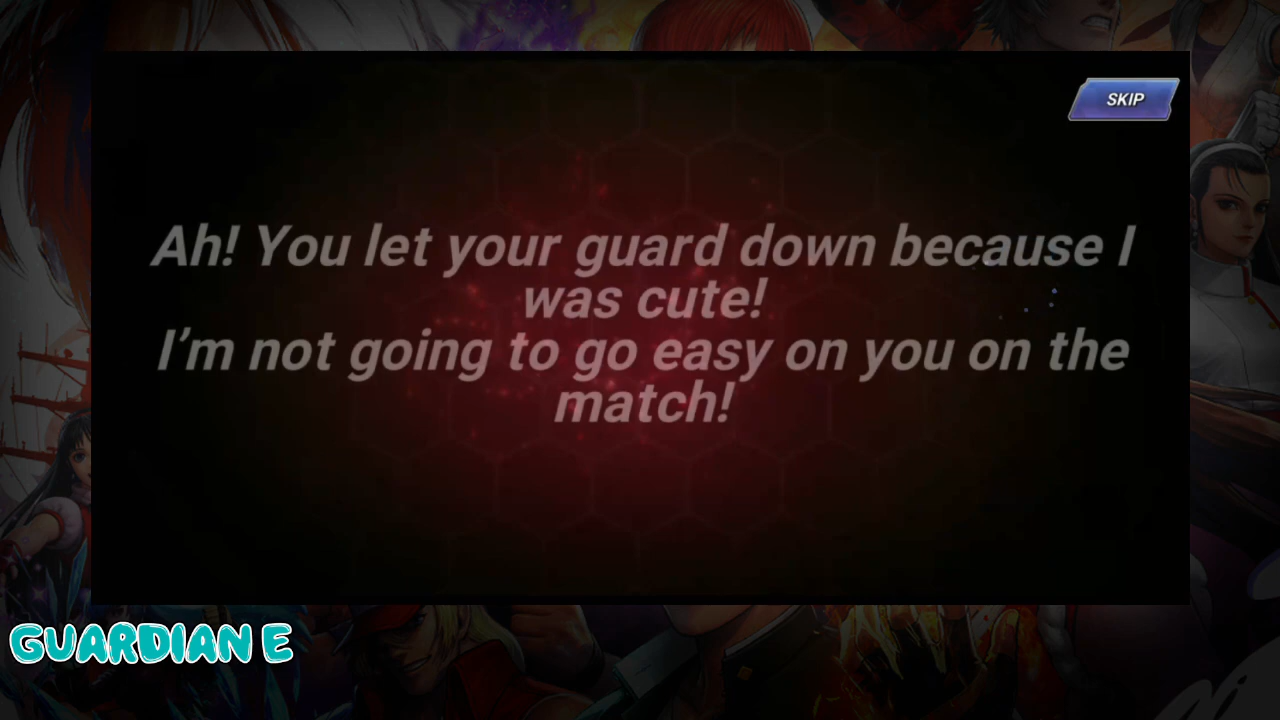 SKIP
Ah! You let your guard down because I
was cute!
I'm not going to go easy on you on the
match!
GUARDIAN E